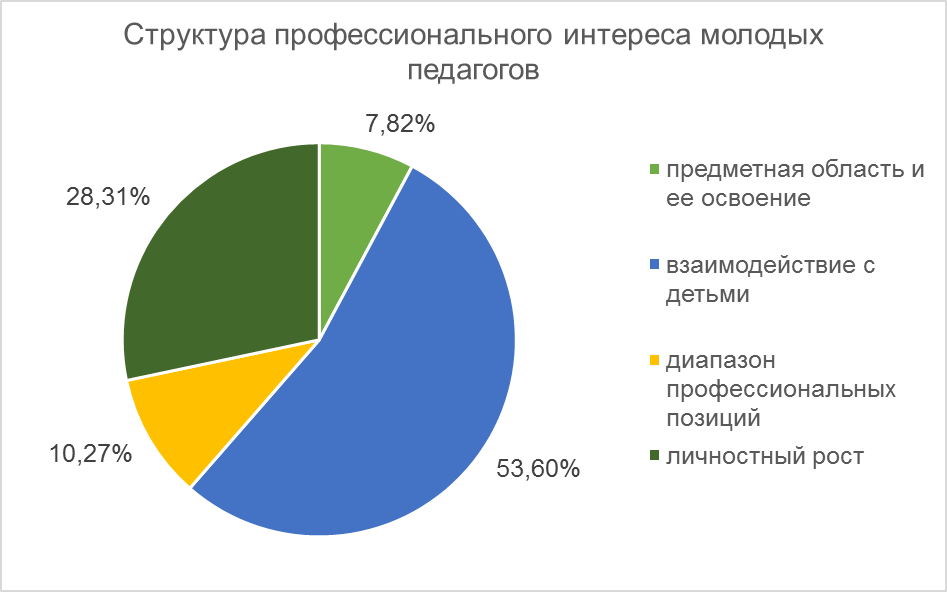 Структура профессионального интереса молодых
педагогов
7,82%
28,31%
10,27%
53,60%
предметная область и
ее освоение
взаимодействие с
детьми
диапазон
профессиональных
позиций
личностный рост